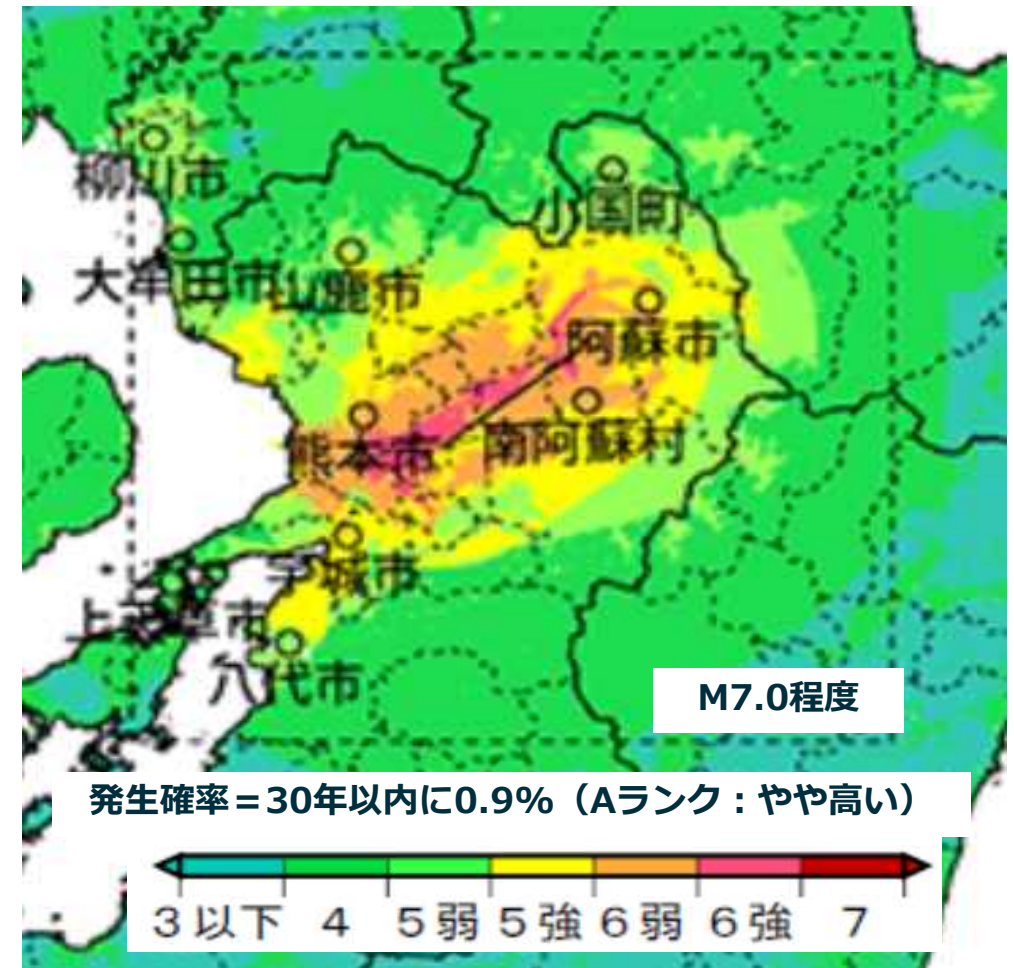 柳川市
小国町
大牟田市
山鹿市
阿蘇市
熊本市
南阿蘇村
宇城市
上天草市
八代市
M7.0程度
発生確率＝30年以内に0.9%（Aランク：やや高い）
３以下 4 5弱 5強 6弱 6強 7